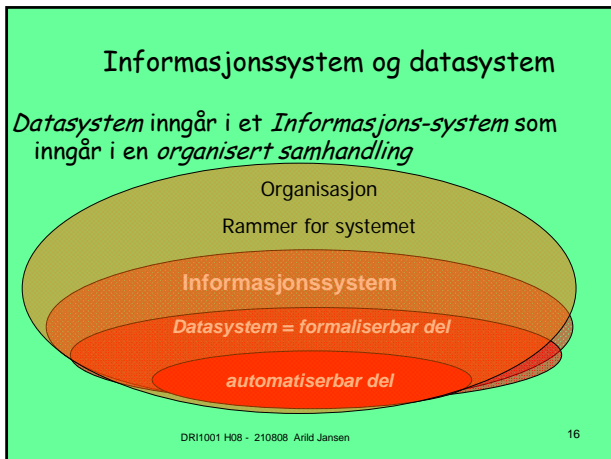 Informasjonssystem og datasystem
Datasystem inngår i et Informasjons-system som
inngår i en organisert samhandling
Organisasjon
Rammer for systemet
Informasjonssystem
Datasystem = formaliserbar del
automatiserbar del
DRI1001 H08 - 210808 Arild Jansen
16